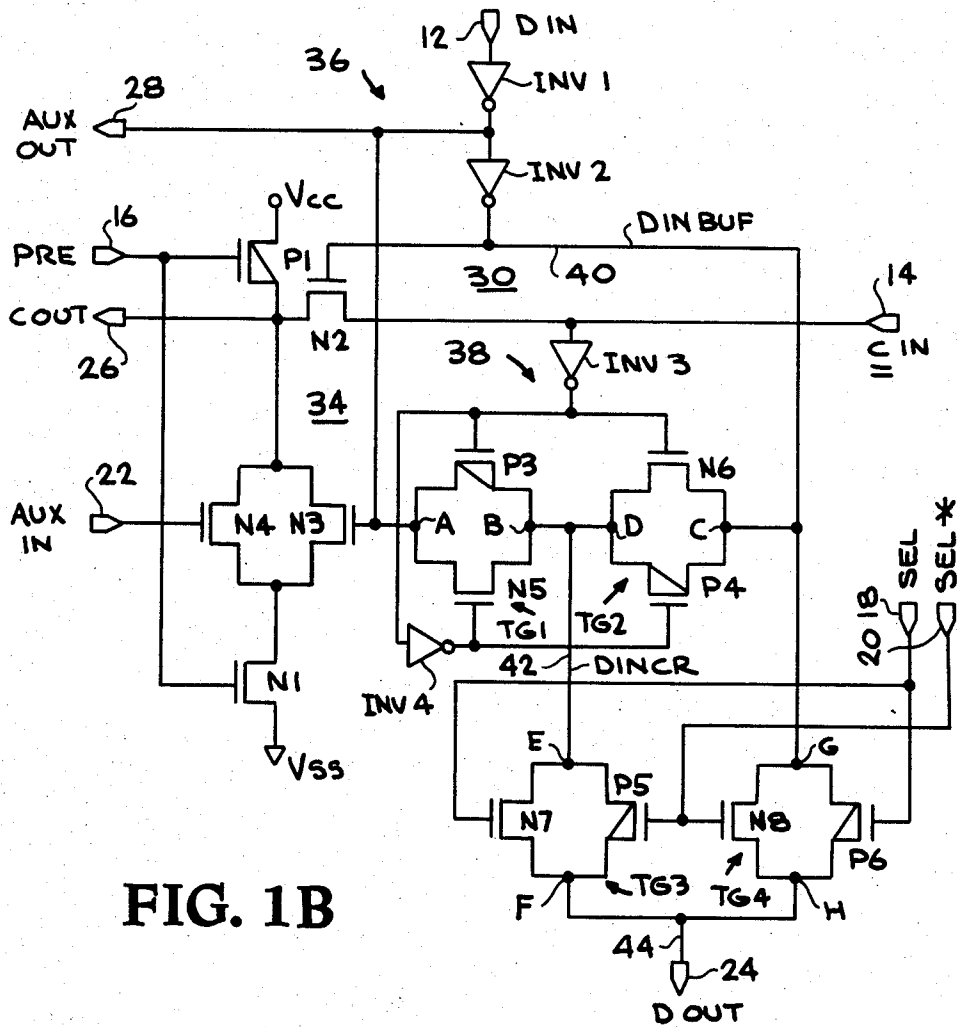 12
D IN
36
INV 1
28
AUX
OUT
INV 2
Vcc
D IN BUF
16
PRE
P1
30
40
14
COUT
26
N2
C IN
38
INV 3
34
P3
N6
22
AUX
IN
N4
N3
A
B
D
C
SEL
SEL*
N5
P4
TG1
TG2
18
20
INV 4
42
DINCR
N1
E
G
Vss
P5
N7
N8
P6
TG3
TG4
F
H
FIG. 1B
44
24
D OUT